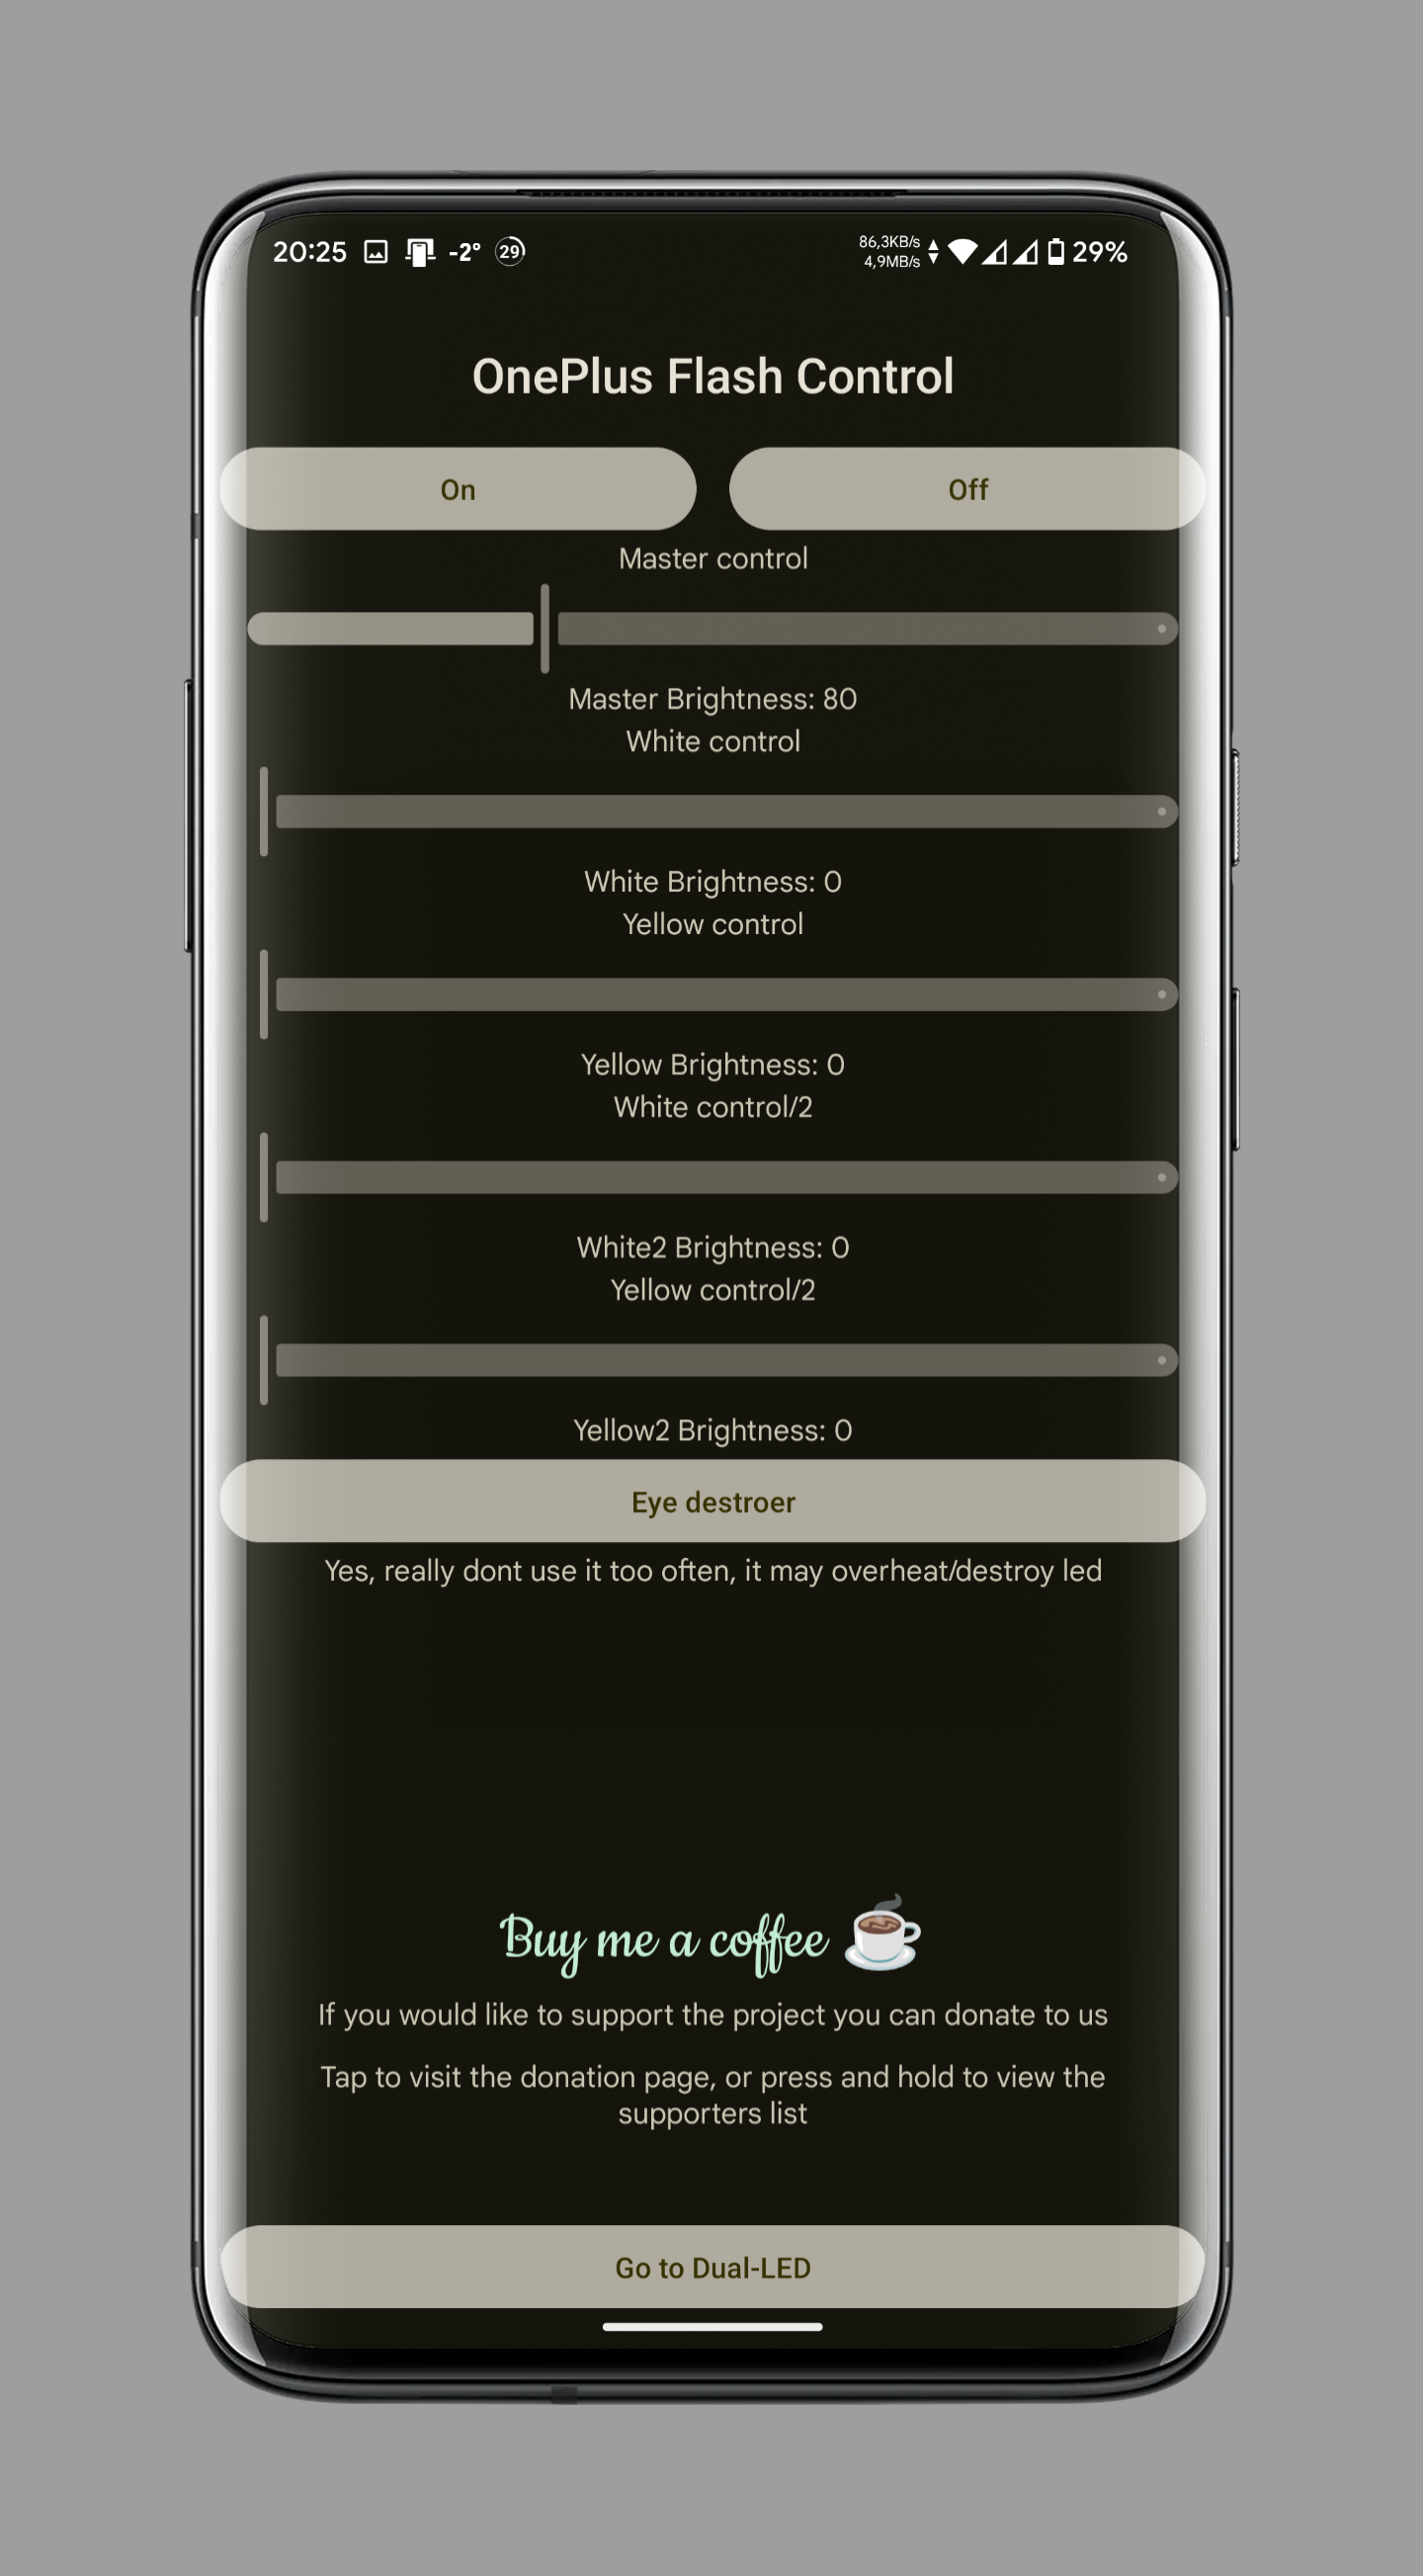 20:25 -2° 29 86,3KB/s 29%
4,9MB/s
OnePlus Flash Control
On Off
Master control
Master Brightness: 80
White control
White Brightness: 0
Yellow control
Yellow Brightness: 0
White control/2
White2 Brightness: 0
Yellow control/2
Yellow2 Brightness: 0
Eye destroer
Yes, really dont use it too often, it may overheat/destroy led
Buy me a coffee
If you would like to support the project you can donate to us
Tap to visit the donation page, or press and hold to view the
supporters list
Go to Dual-LED